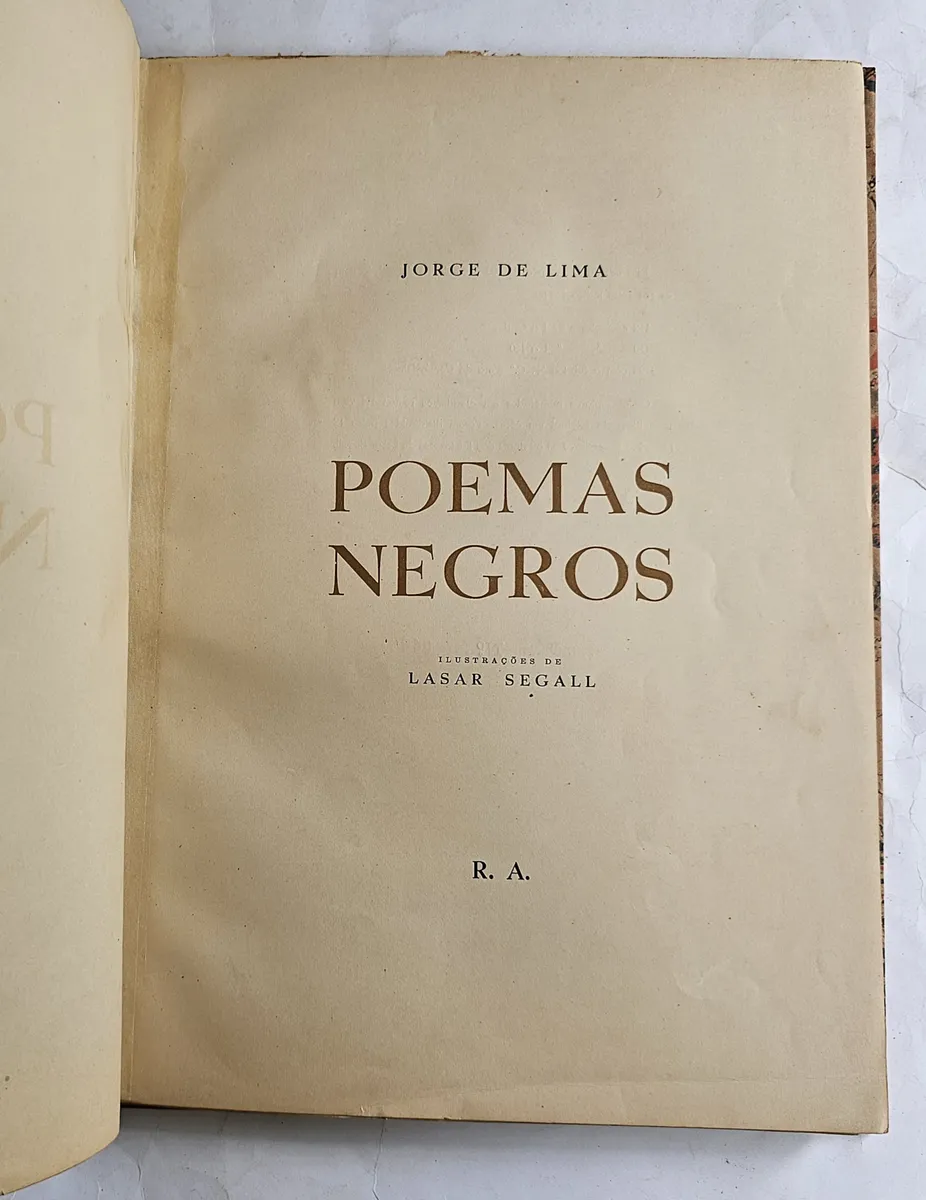 JORGE DE LIMA
POEMAS
NEGROS
ILUSTRAÇÕES DE
LASAR SEGALL
R. A.